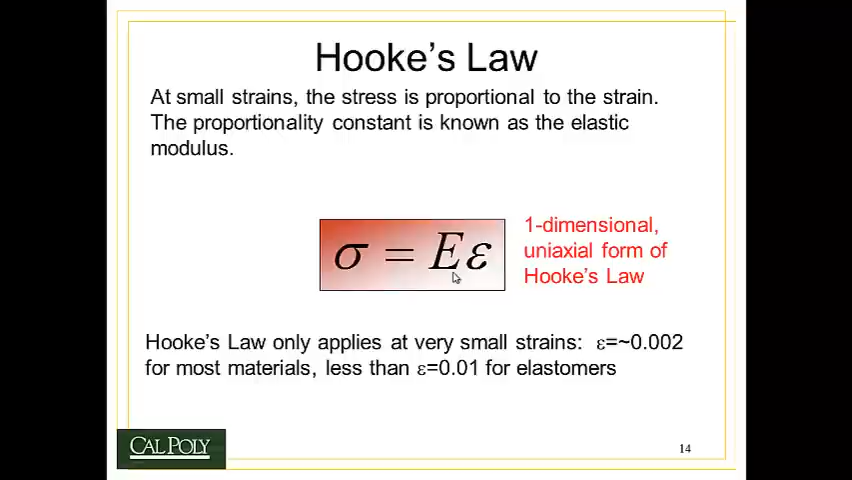 Hooke's Law
At small strains, the stress is proportional to the strain.
The proportionality constant is known as the elastic
modulus.
σ = Eε
1-dimensional,
uniaxial form of
Hooke's Law
Hooke's Law only applies at very small strains: ε=~0.002
for most materials, less than ε=0.01 for elastomers
CAL POLY
14